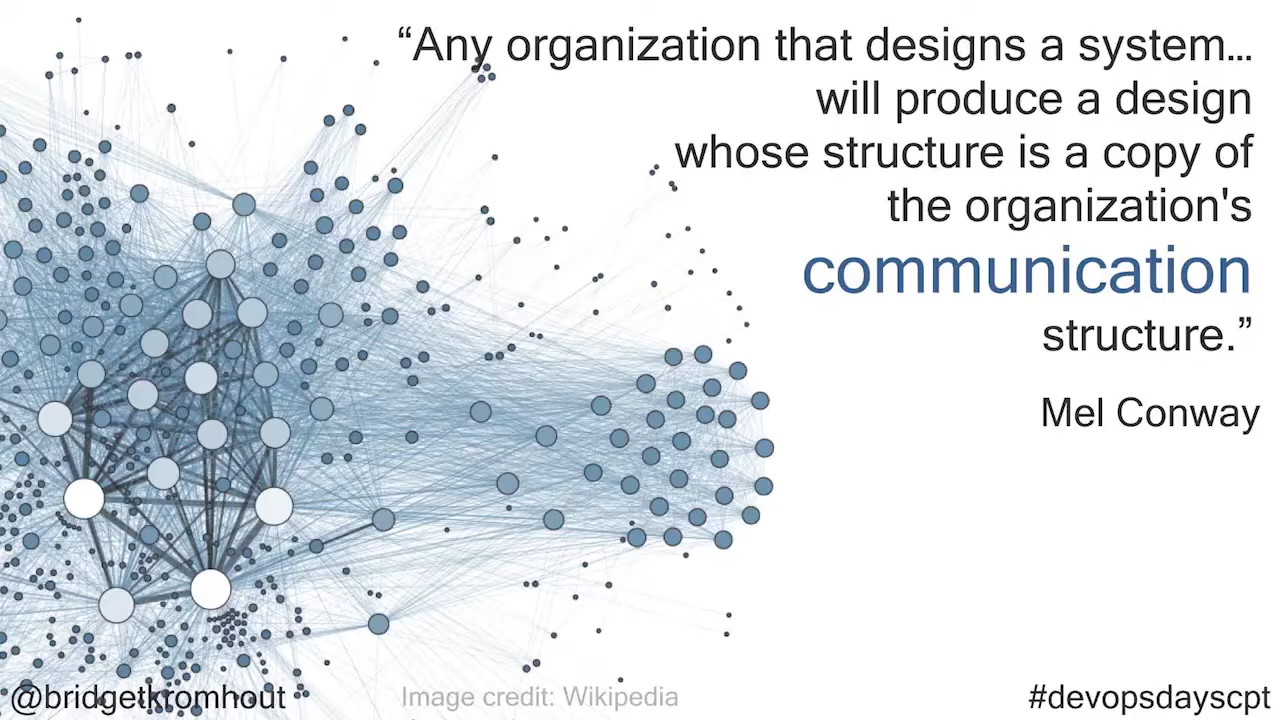 “Any organization that designs a system…
will produce a design
whose structure is a copy of
the organization's
communication
structure.”
Mel Conway
@bridgetkromhout
Image credit: Wikipedia
#devopsdayscpt